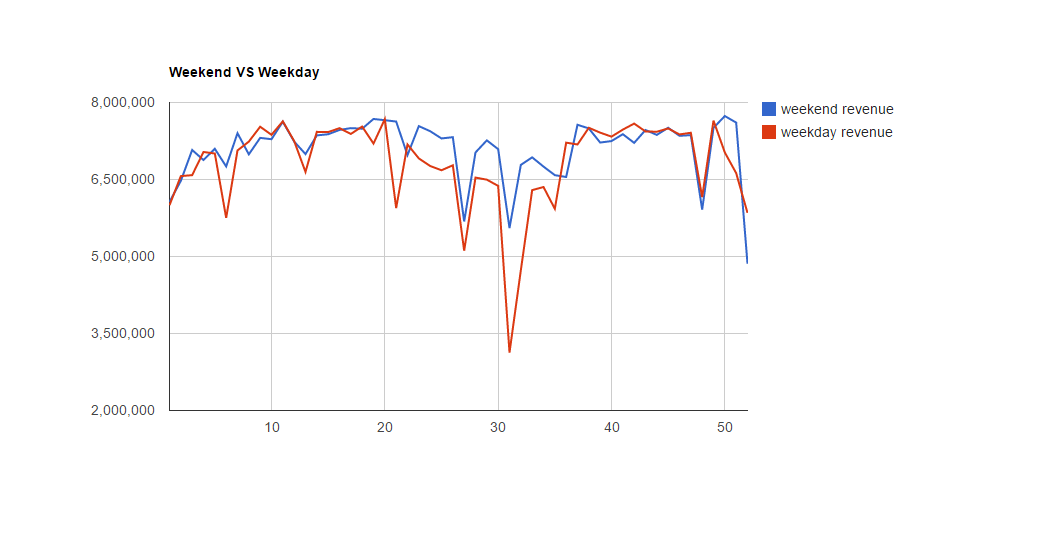 Weekend VS Weekday
8,000,000
6,500,000
5,000,000
3,500,000
2,000,000
10 20 30 40 50
weekend revenue
weekday revenue